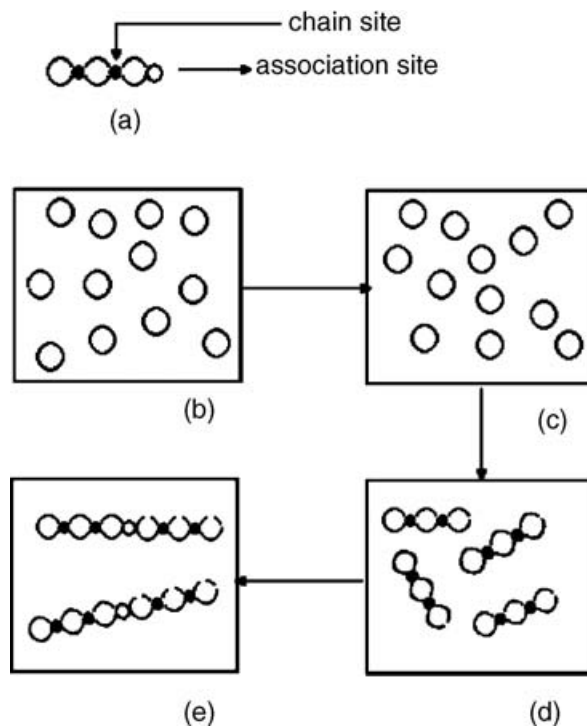 chain site
association site
(a)
(b)
(c)
(e)
(d)